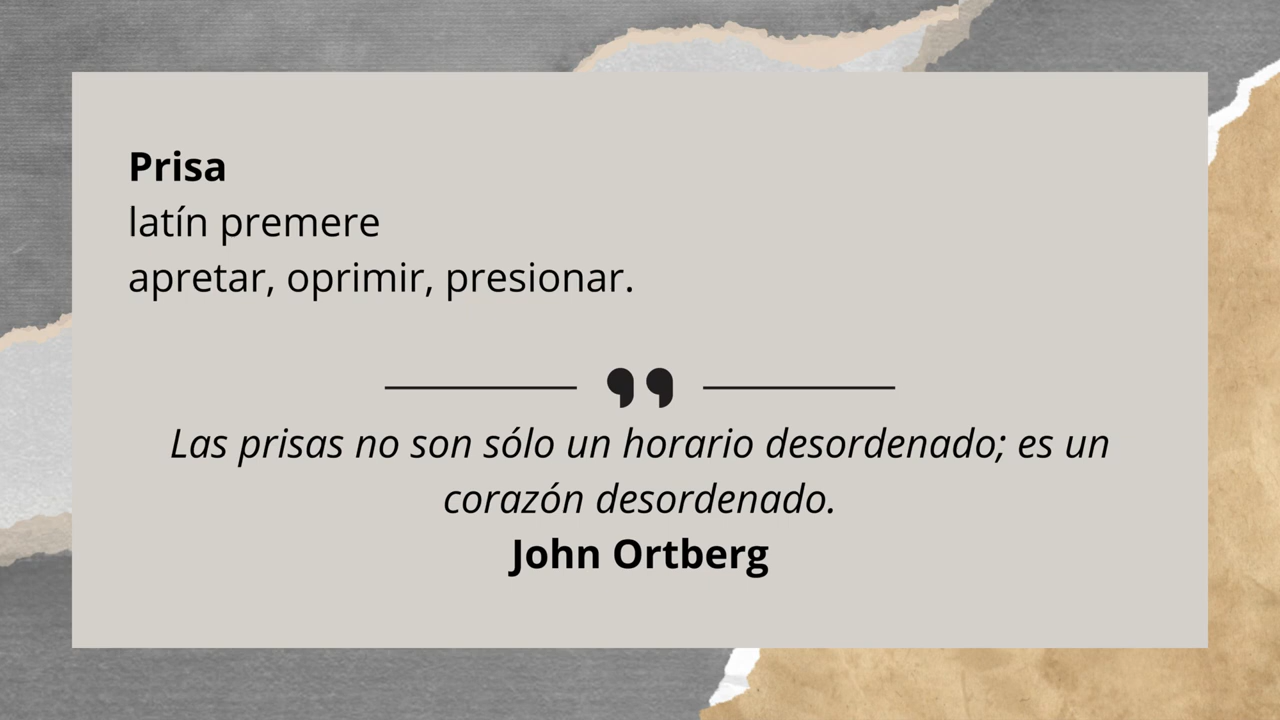 Prisa
latín premere
apretar, oprimir, presionar.
Las prisas no son sólo un horario desordenado; es un
corazón desordenado.
John Ortberg